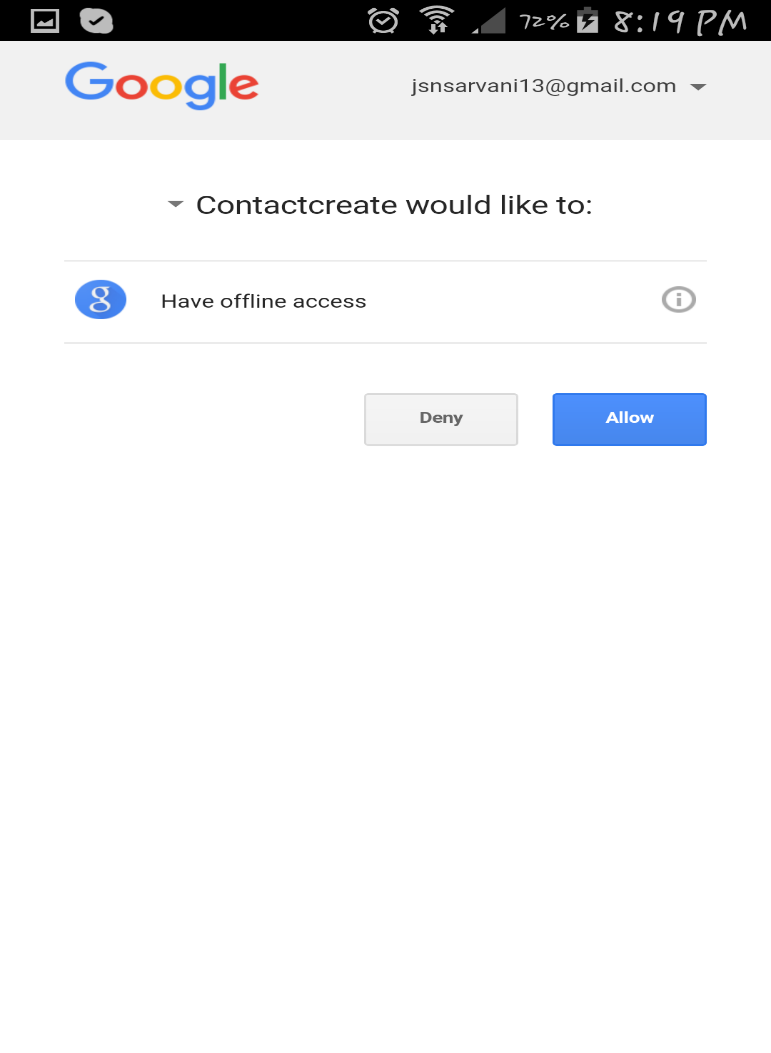 72% 8:19 PM
Google jsnsarvani13@gmail.com
Contactcreate would like to:
g Have offline access i
Deny Allow